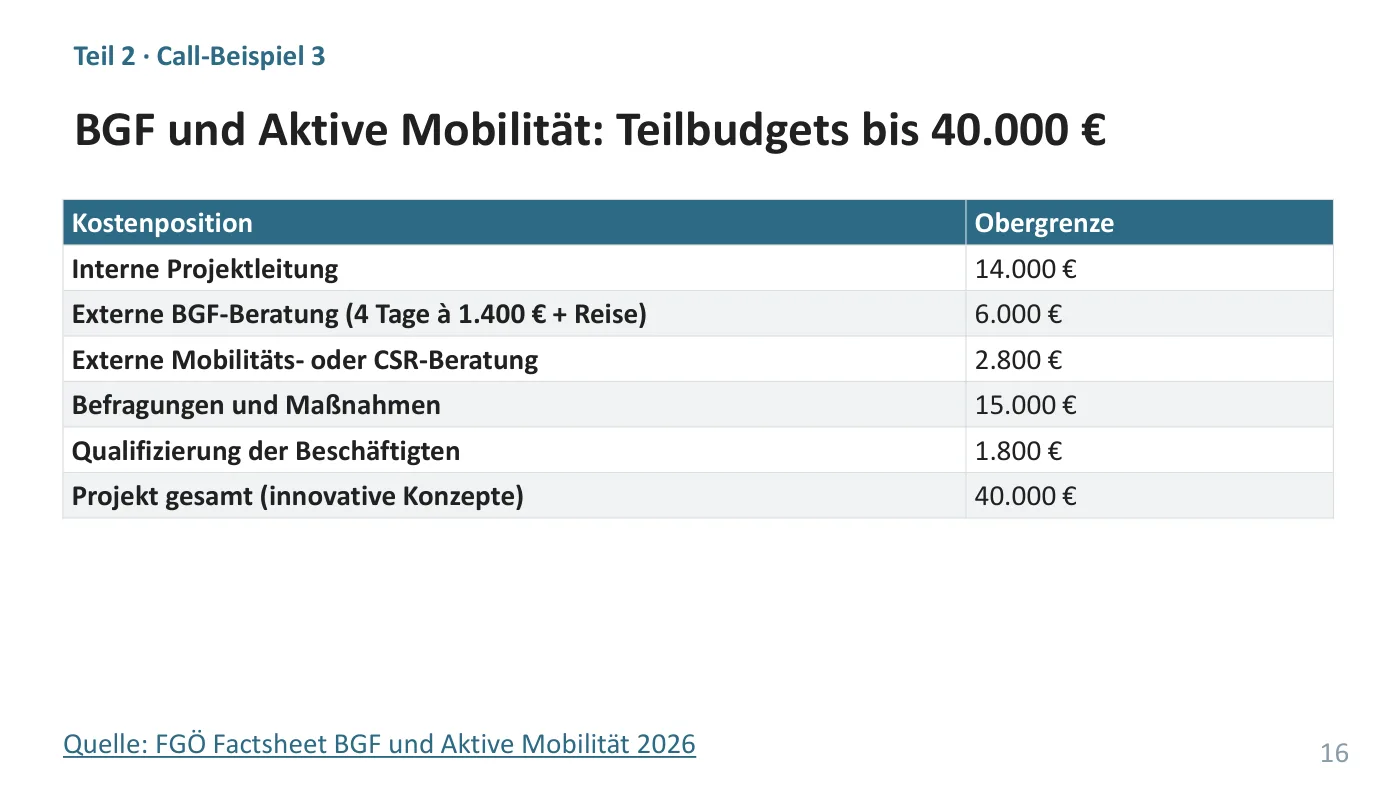 Teil 2 · Call-Beispiel 3
BGF und Aktive Mobilität: Teilbudgets bis 40.000 €
Kostenposition Obergrenze
Interne Projektleitung 14.000 €
Externe BGF-Beratung (4 Tage à 1.400 € + Reise) 6.000 €
Externe Mobilitäts- oder CSR-Beratung 2.800 €
Befragungen und Maßnahmen 15.000 €
Qualifizierung der Beschäftigten 1.800 €
Projekt gesamt (innovative Konzepte) 40.000 €
Quelle: FGÖ Factsheet BGF und Aktive Mobilität 2026
16